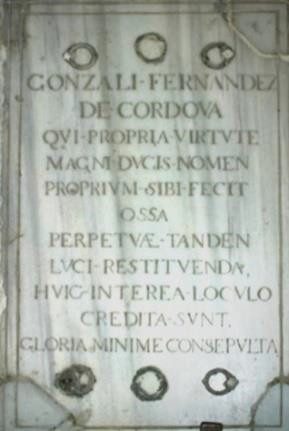 GONZALI·FERNANDEZ
DE·CORDOVA
QVI·PROPRIA·VIRTVTE
MAGNI·DVCIS·NOMEN
PROPRIVM·SIBI·FECIT
OSSA
PERPETVÆ·TANDEN
LVCI·RESTITVENDA,
HVIC·INTEREA·LOCVLO
CREDITA·SVNT,
GLORIA MINIME CONSEPVLTA